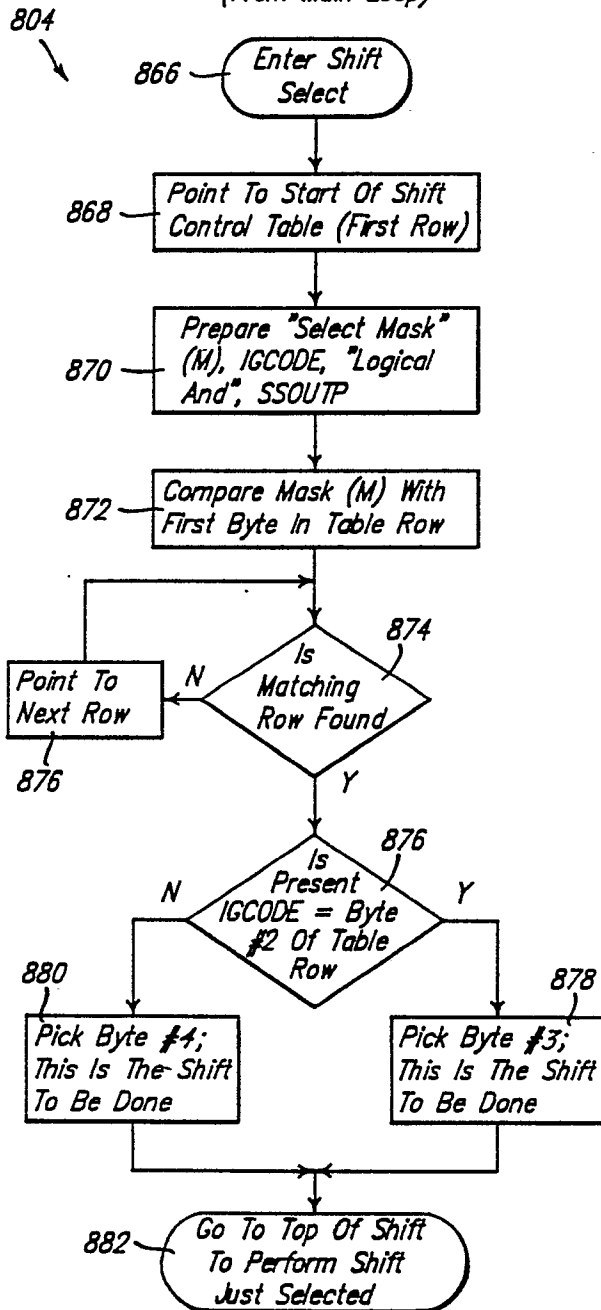 (From Main Loop)
804
866
Enter Shift
Select
868
Point To Start Of Shift
Control Table (First Row)
870
Prepare "Select Mask"
(M), IGCODE, "Logical
And", SSOUTP
872
Compare Mask (M) With
First Byte In Table Row
874
Is
Matching
Row Found
N
Point To
Next Row
876
Y
876
Is
Present
IGCODE = Byte
#2 Of Table
Row
N
Y
880
Pick Byte #4;
This Is The Shift
To Be Done
878
Pick Byte #3;
This Is The Shift
To Be Done
882
Go To Top Of Shift
To Perform Shift
Just Selected